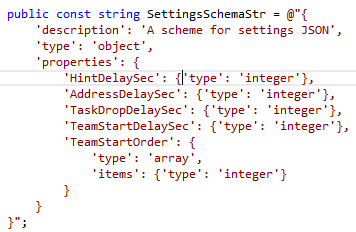 public const string SettingsSchemaStr = @"{
'description': 'A scheme for settings JSON',
'type': 'object',
'properties': {
'HintDelaySec': {'type': 'integer'},
'AddressDelaySec': {'type': 'integer'},
'TaskDropDelaySec': {'type': 'integer'},
'TeamStartDelaySec': {'type': 'integer'},
'TeamStartOrder': {
'type': 'array',
'items': {'type': 'integer'}
}
}
}";